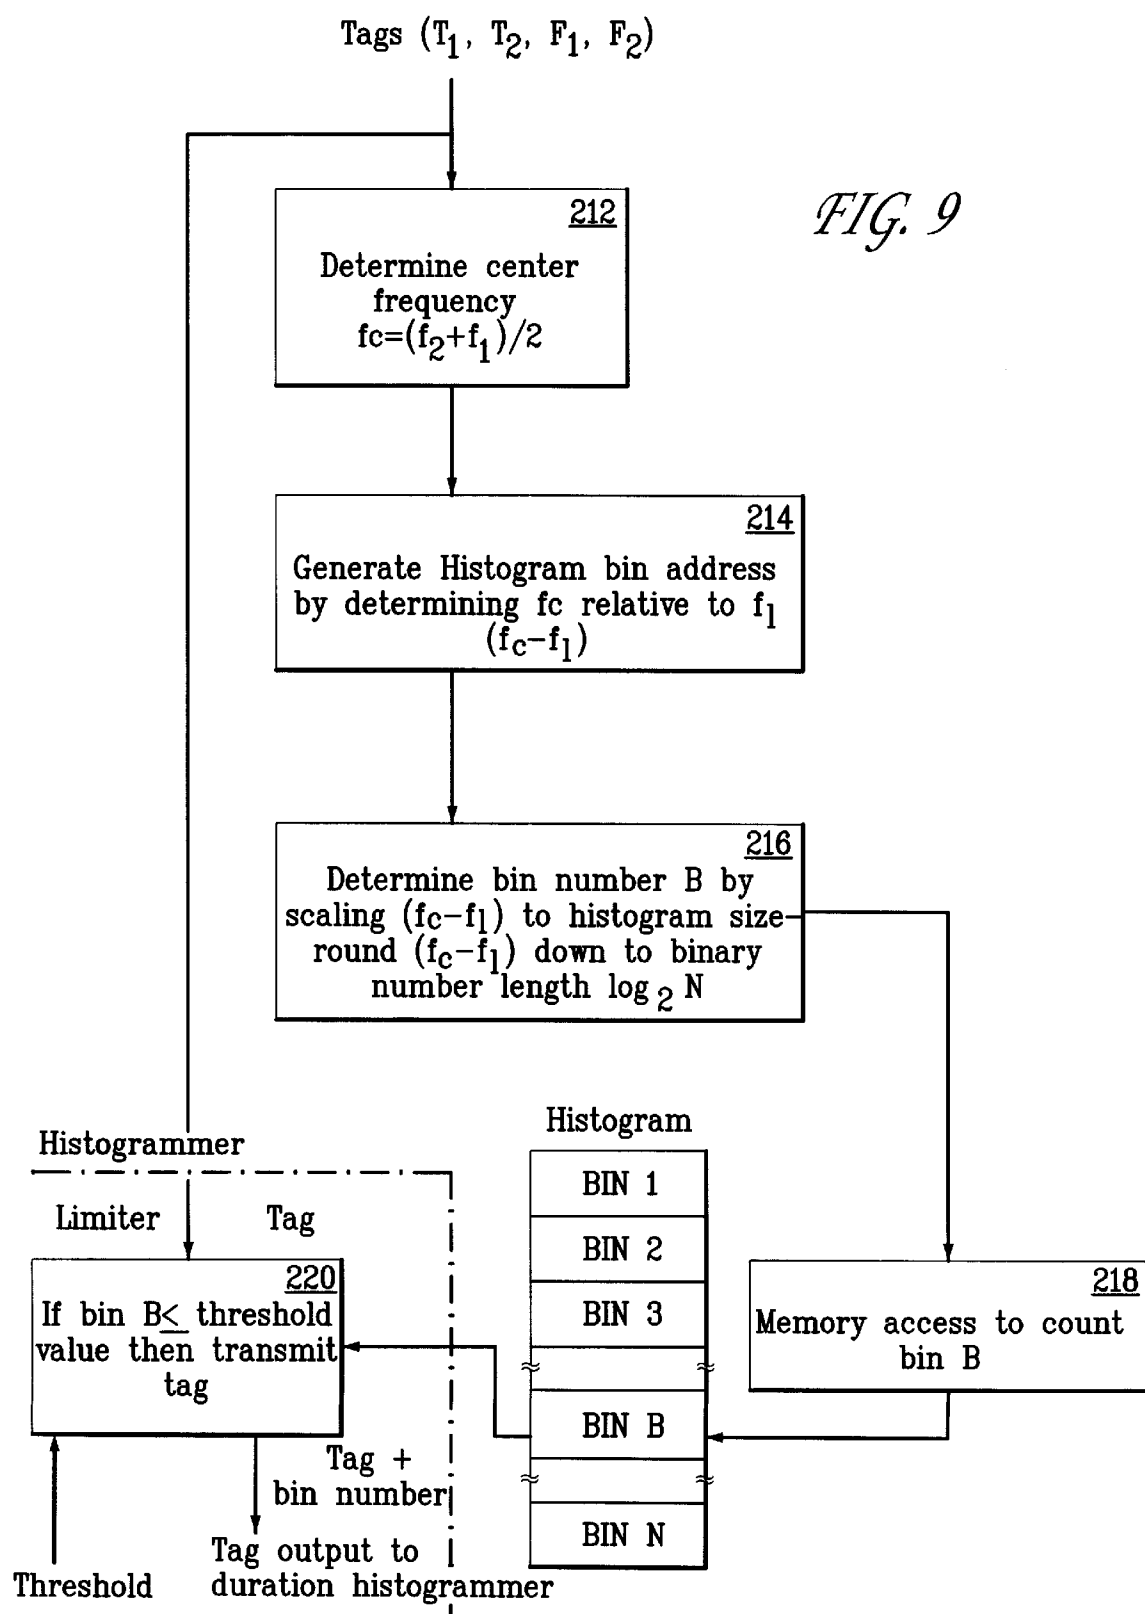 Tags (T1, T2, F1, F2)
FIG. 9
212
Determine center
frequency
fc=(f2+f1)/2
214
Generate Histogram bin address
by determining fc relative to f1
(fc-f1)
216
Determine bin number B by
scaling (fc-f1) to histogram size-
round (fc-f1) down to binary
number length log2 N
Histogrammer
Limiter
Tag
220
If bin B≤ threshold
value then transmit
tag
Threshold
Tag +
bin number
Tag output to
duration histogrammer
Histogram
BIN 1
BIN 2
BIN 3
BIN B
BIN N
218
Memory access to count
bin B